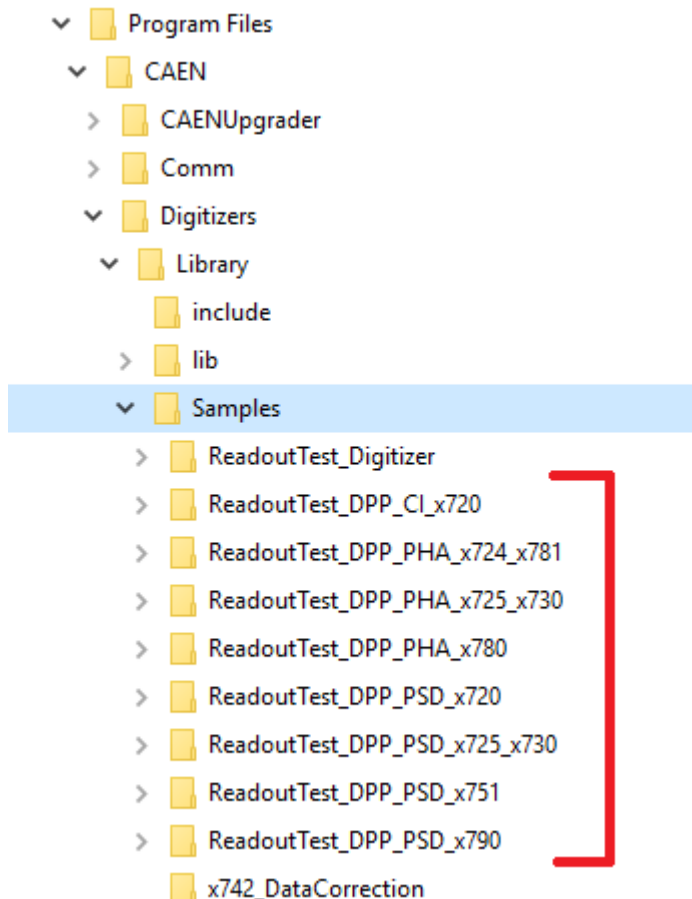 Program Files
CAEN
CAENUpgrader
Comm
Digitizers
Library
include
lib
Samples
ReadoutTest_Digitizer
ReadoutTest_DPP_CI_x720
ReadoutTest_DPP_PHA_x724_x781
ReadoutTest_DPP_PHA_x725_x730
ReadoutTest_DPP_PHA_x780
ReadoutTest_DPP_PSD_x720
ReadoutTest_DPP_PSD_x725_x730
ReadoutTest_DPP_PSD_x751
ReadoutTest_DPP_PSD_x790
x742_DataCorrection